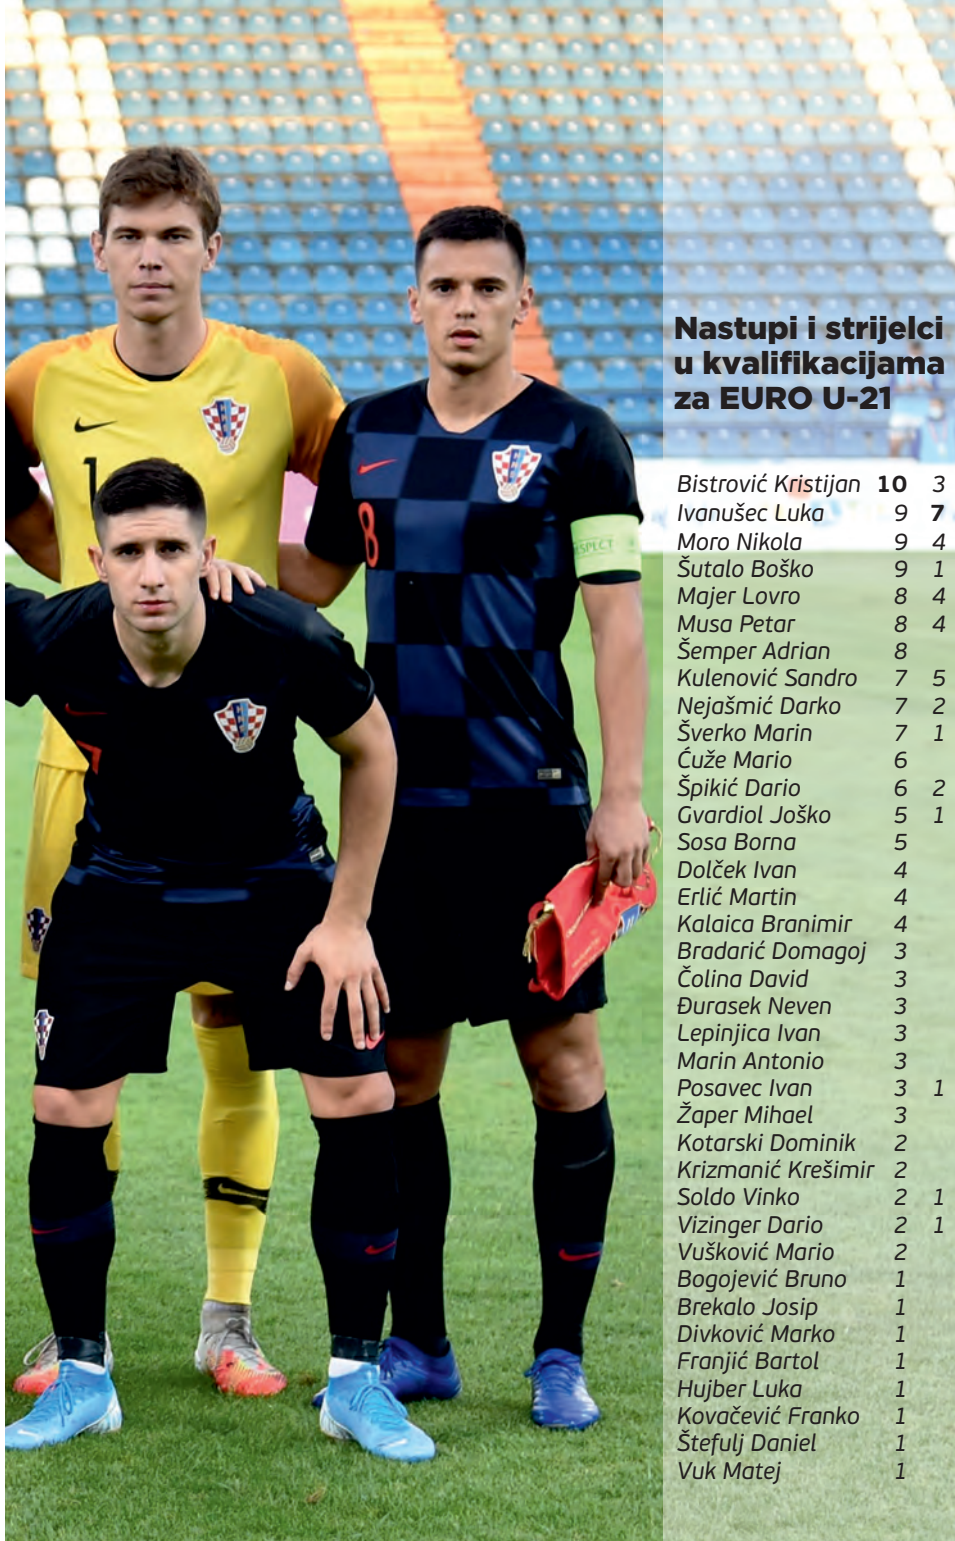 1
8
RESPECT
Nastupi i strijelci
u kvalifikacijama
za EURO U-21
Bistrović Kristijan 10 3
Ivanušec Luka 9 7
Moro Nikola 9 4
Šutalo Boško 9 1
Majer Lovro 8 4
Musa Petar 8 4
Šemper Adrian 8
Kulenović Sandro 7 5
Nejašmić Darko 7 2
Šverko Marin 7 1
Ćuže Mario 6
Špikić Dario 6 2
Gvardiol Joško 5 1
Sosa Borna 5
Dolček Ivan 4
Erlić Martin 4
Kalaica Branimir 4
Bradarić Domagoj 3
Čolina David 3
Đurasek Neven 3
Lepinjica Ivan 3
Marin Antonio 3
Posavec Ivan 3 1
Žaper Mihael 3
Kotarski Dominik 2
Krizmanić Krešimir 2
Soldo Vinko 2 1
Vizinger Dario 2 1
Vušković Mario 2
Bogojević Bruno 1
Brekalo Josip 1
Divković Marko 1
Franjić Bartol 1
Hujber Luka 1
Kovačević Franko 1
Štefulj Daniel 1
Vuk Matej 1